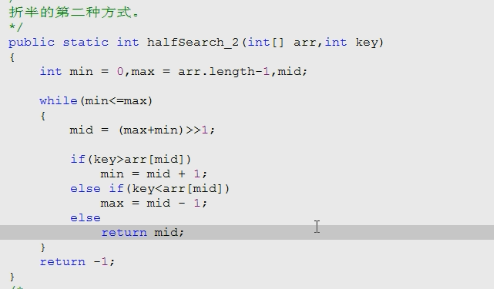 折半的第二种方式。
*/
public static int halfSearch_2(int[] arr,int key)
{
    int min = 0,max = arr.length-1,mid;
    while(min<=max)
    {
        mid = (max+min)>>1;
        if(key>arr[mid])
            min = mid + 1;
        else if(key<arr[mid])
            max = mid - 1;
        else
            return mid;
    }
    return -1;
}
/*